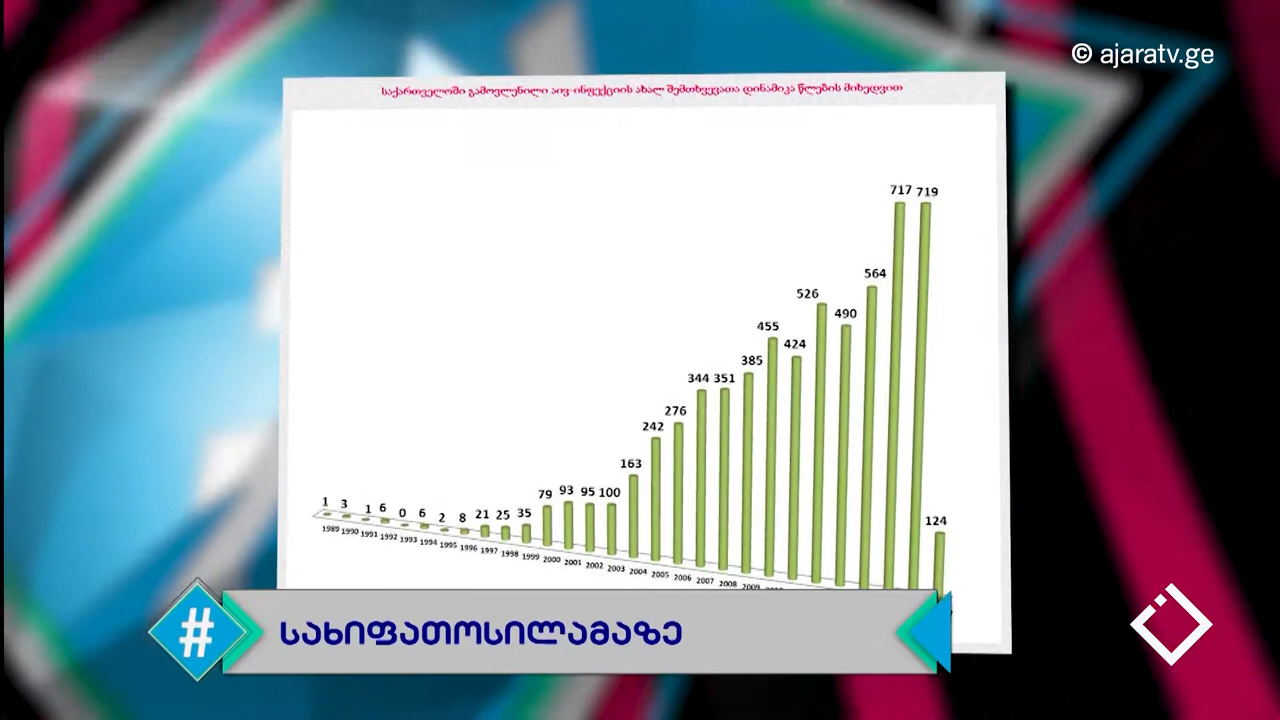 © ajaratv.ge
საქართველოში გამოვლენილი აივ-ინფექციის ახალ შემთხვევათა დინამიკა წლების მიხედვით
717 719
564
526
490
455
424
385
344 351
276
242
163
79 93 95 100
1 3 1 6 0 6 2 8 21 25 35
124
1989 1990 1991 1992 1993 1994 1995 1996 1997 1998 1999 2000 2001 2002 2003 2004 2005 2006 2007 2008 2009
# სახიფათოსილამაზე